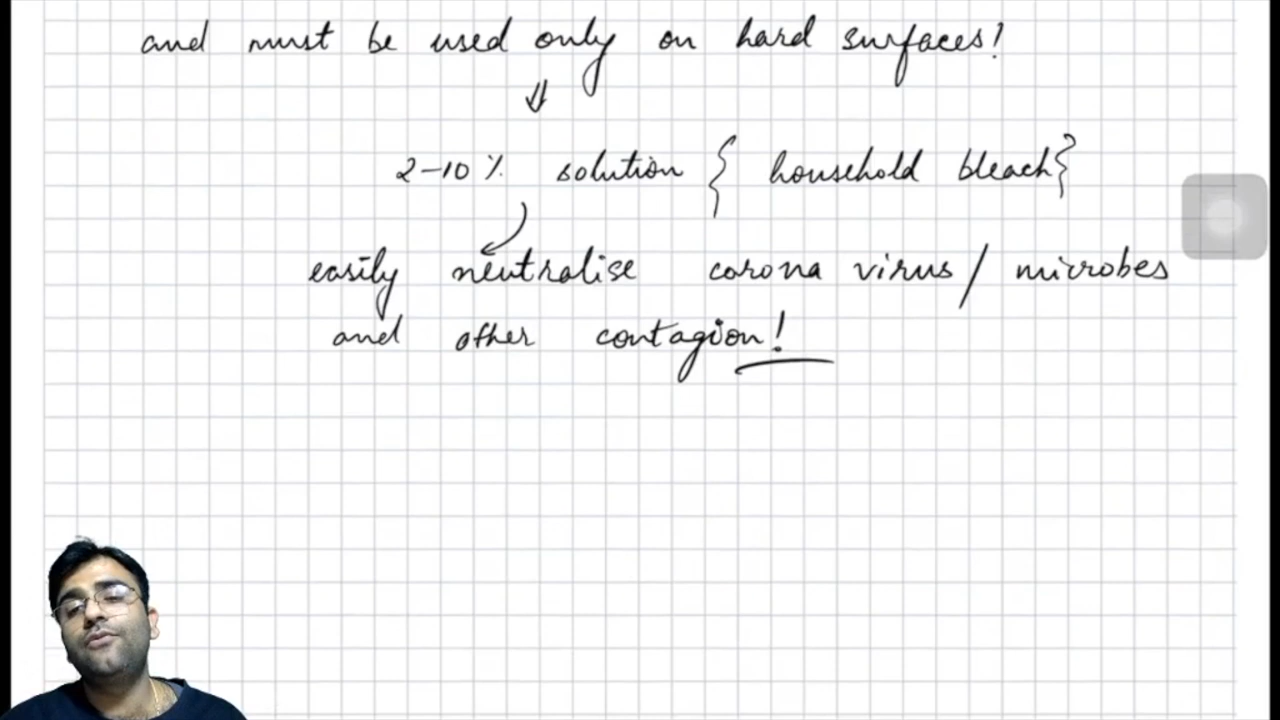 and must be used only on hard surfaces!
2-10 % solution { household bleach}
easily neutralise corona virus / microbes
and other contagion!